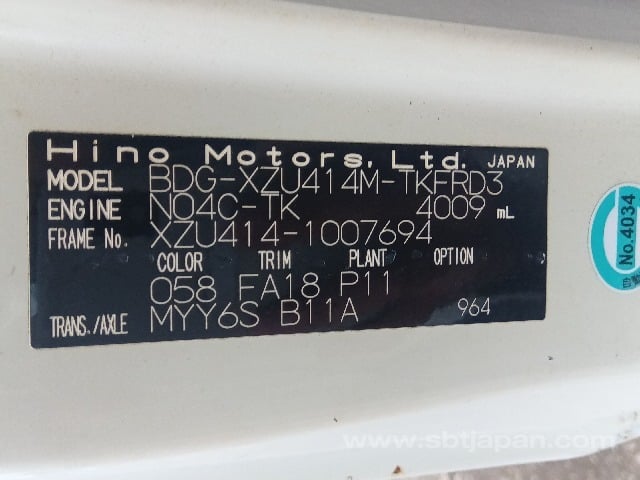 Hino Motors, Ltd. JAPAN
MODEL BDG-XZU414M-TKFRD3
ENGINE N04C-TK 4009 mL
FRAME No. XZU414-1007694
COLOR TRIM PLANT OPTION
058 FA18 P11
TRANS./AXLE MYY6S B11A 964
No.4034
www.sbtjapan.com